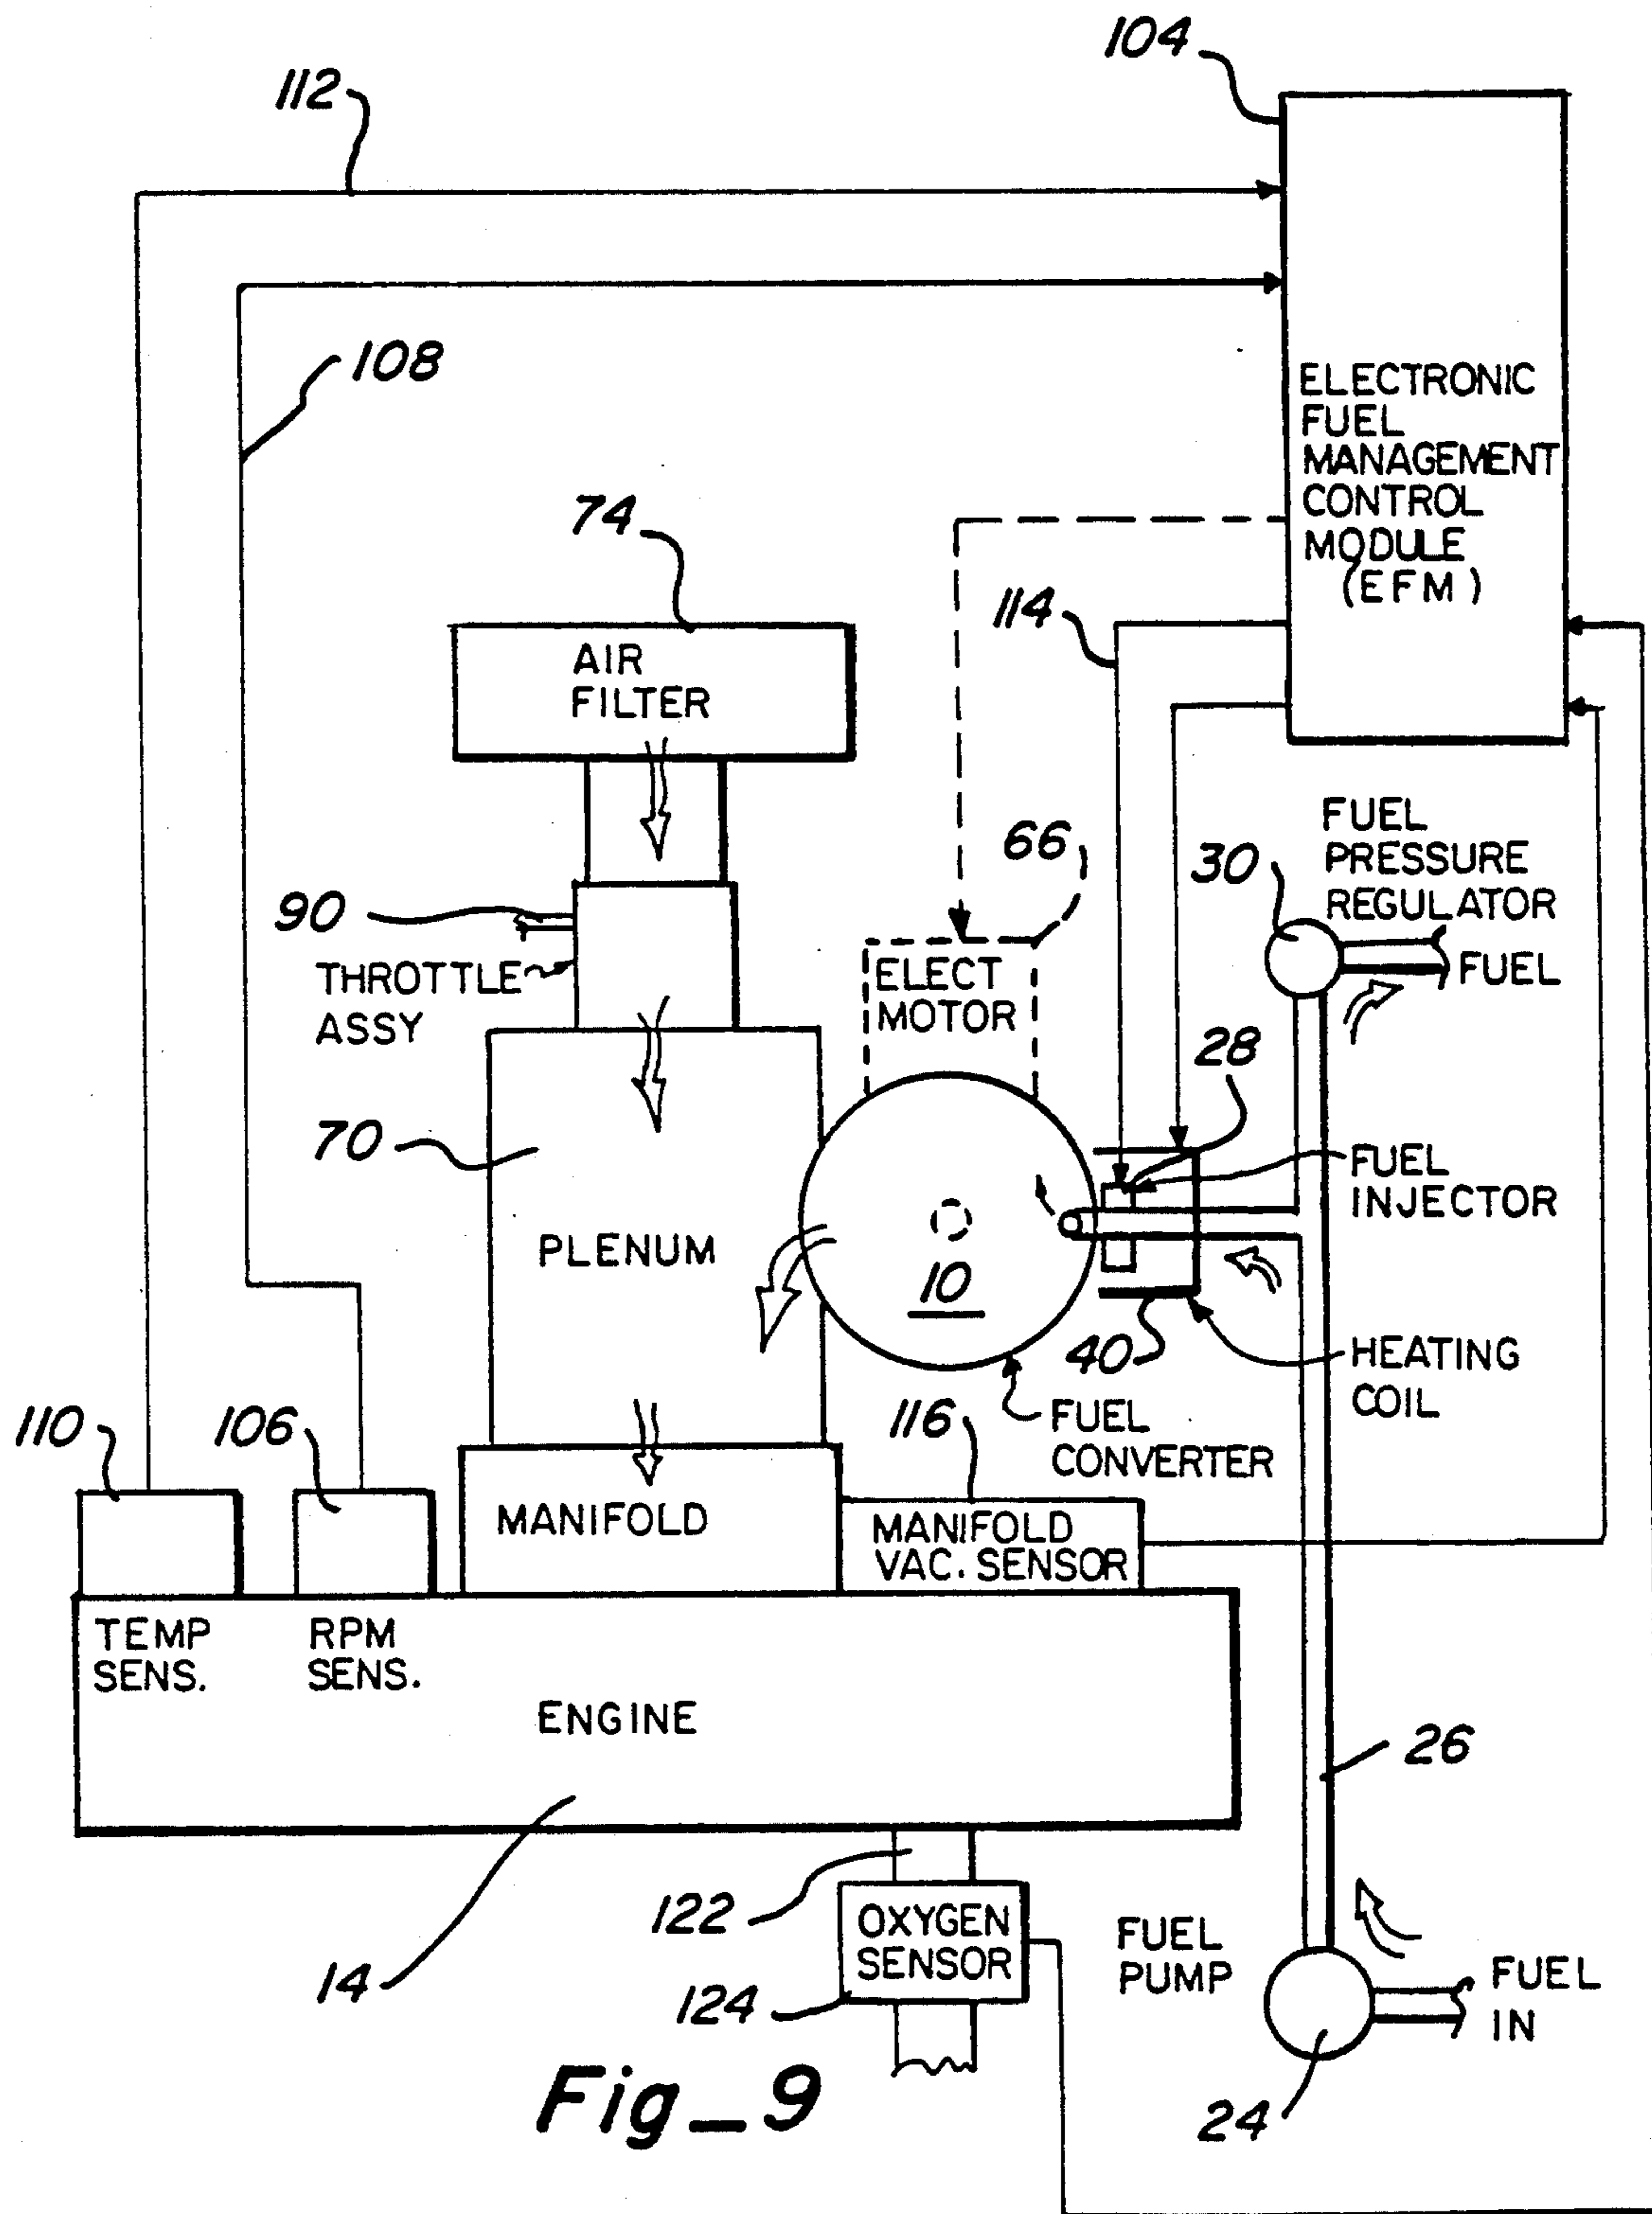 104
112
108
ELECTRONIC
FUEL
MANAGEMENT
CONTROL
MODULE
(EFM)
74
114
AIR
FILTER
66
FUEL
PRESSURE
REGULATOR
30
90
FUEL
THROTTLE
ASSY
ELECT
MOTOR
28
70
FUEL
INJECTOR
PLENUM
10
40
HEATING
COIL
110
106
116
FUEL
CONVERTER
MANIFOLD
MANIFOLD
VAC. SENSOR
TEMP
SENS.
RPM
SENS.
ENGINE
26
122
OXYGEN
SENSOR
FUEL
PUMP
14
124
FUEL
IN
Fig_9
24